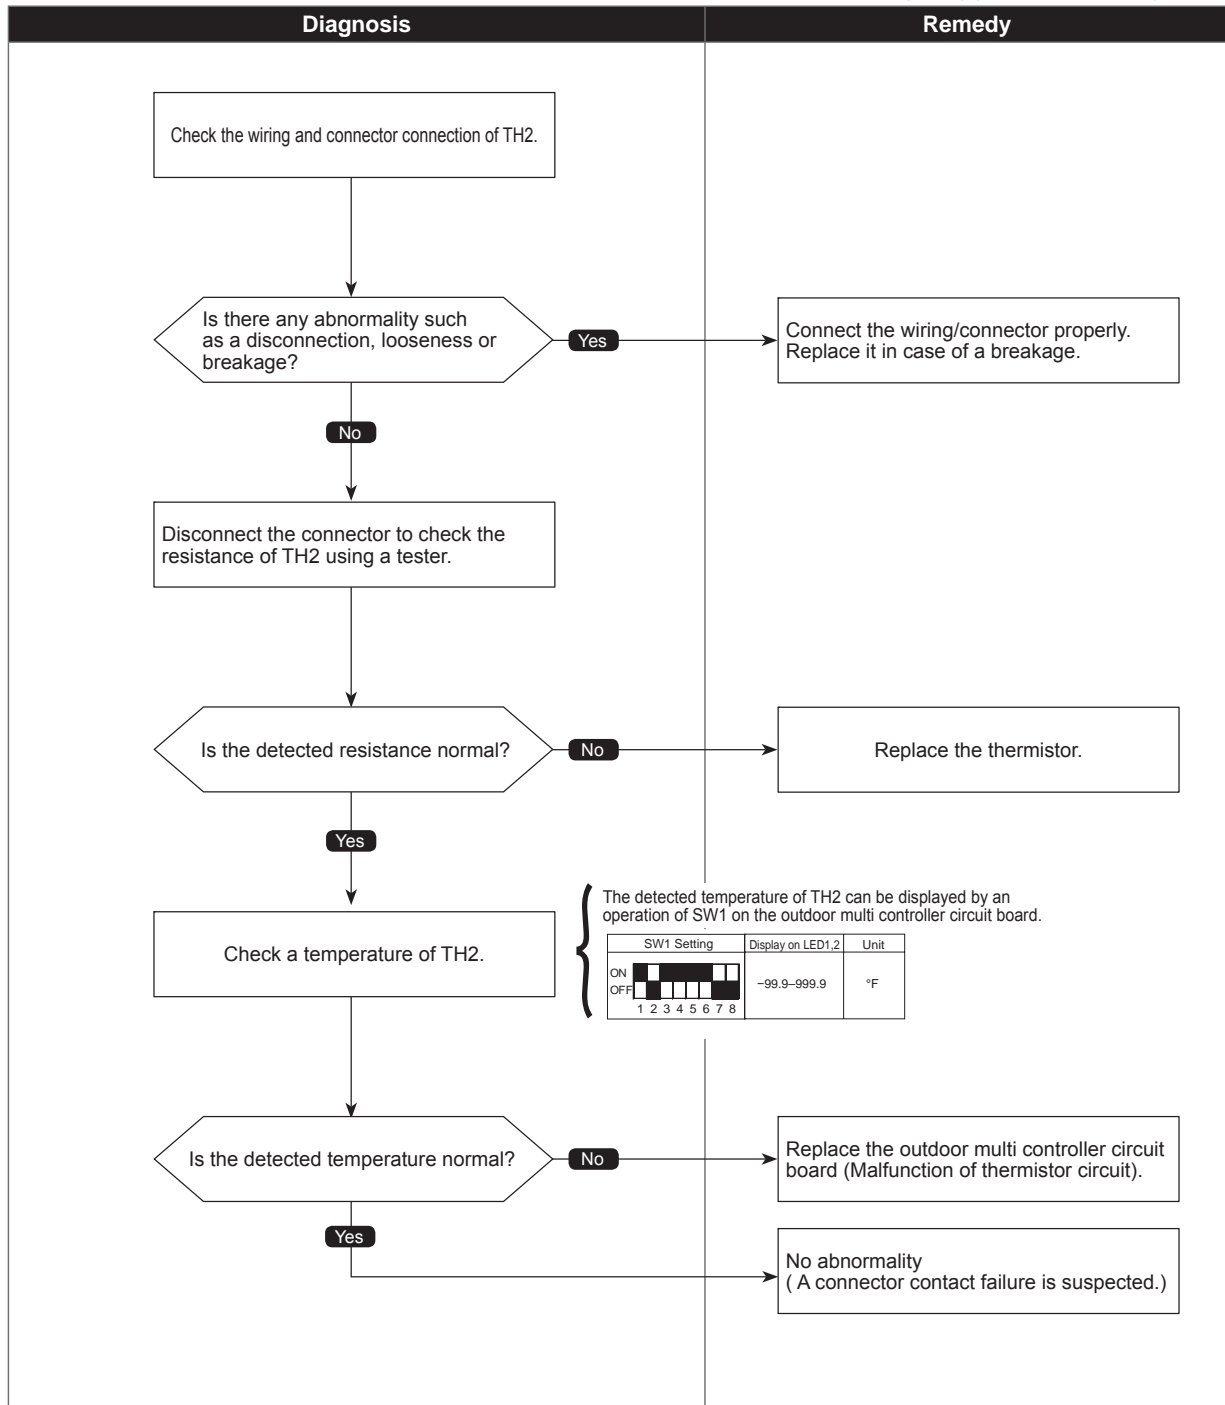 Diagnosis
Remedy
Check the wiring and connector connection of TH2.
Is there any abnormality such
as a disconnection, looseness or
breakage?
Yes
Connect the wiring/connector properly.
Replace it in case of a breakage.
No
Disconnect the connector to check the
resistance of TH2 using a tester.
Is the detected resistance normal?
No
Replace the thermistor.
Yes
Check a temperature of TH2.
The detected temperature of TH2 can be displayed by an
operation of SW1 on the outdoor multi controller circuit board.
SW1 Setting
Display on LED1,2
Unit
ON
OFF
1 2 3 4 5 6 7 8
−99.9–999.9
°F
Is the detected temperature normal?
No
Replace the outdoor multi controller circuit
board (Malfunction of thermistor circuit).
Yes
No abnormality
( A connector contact failure is suspected.)